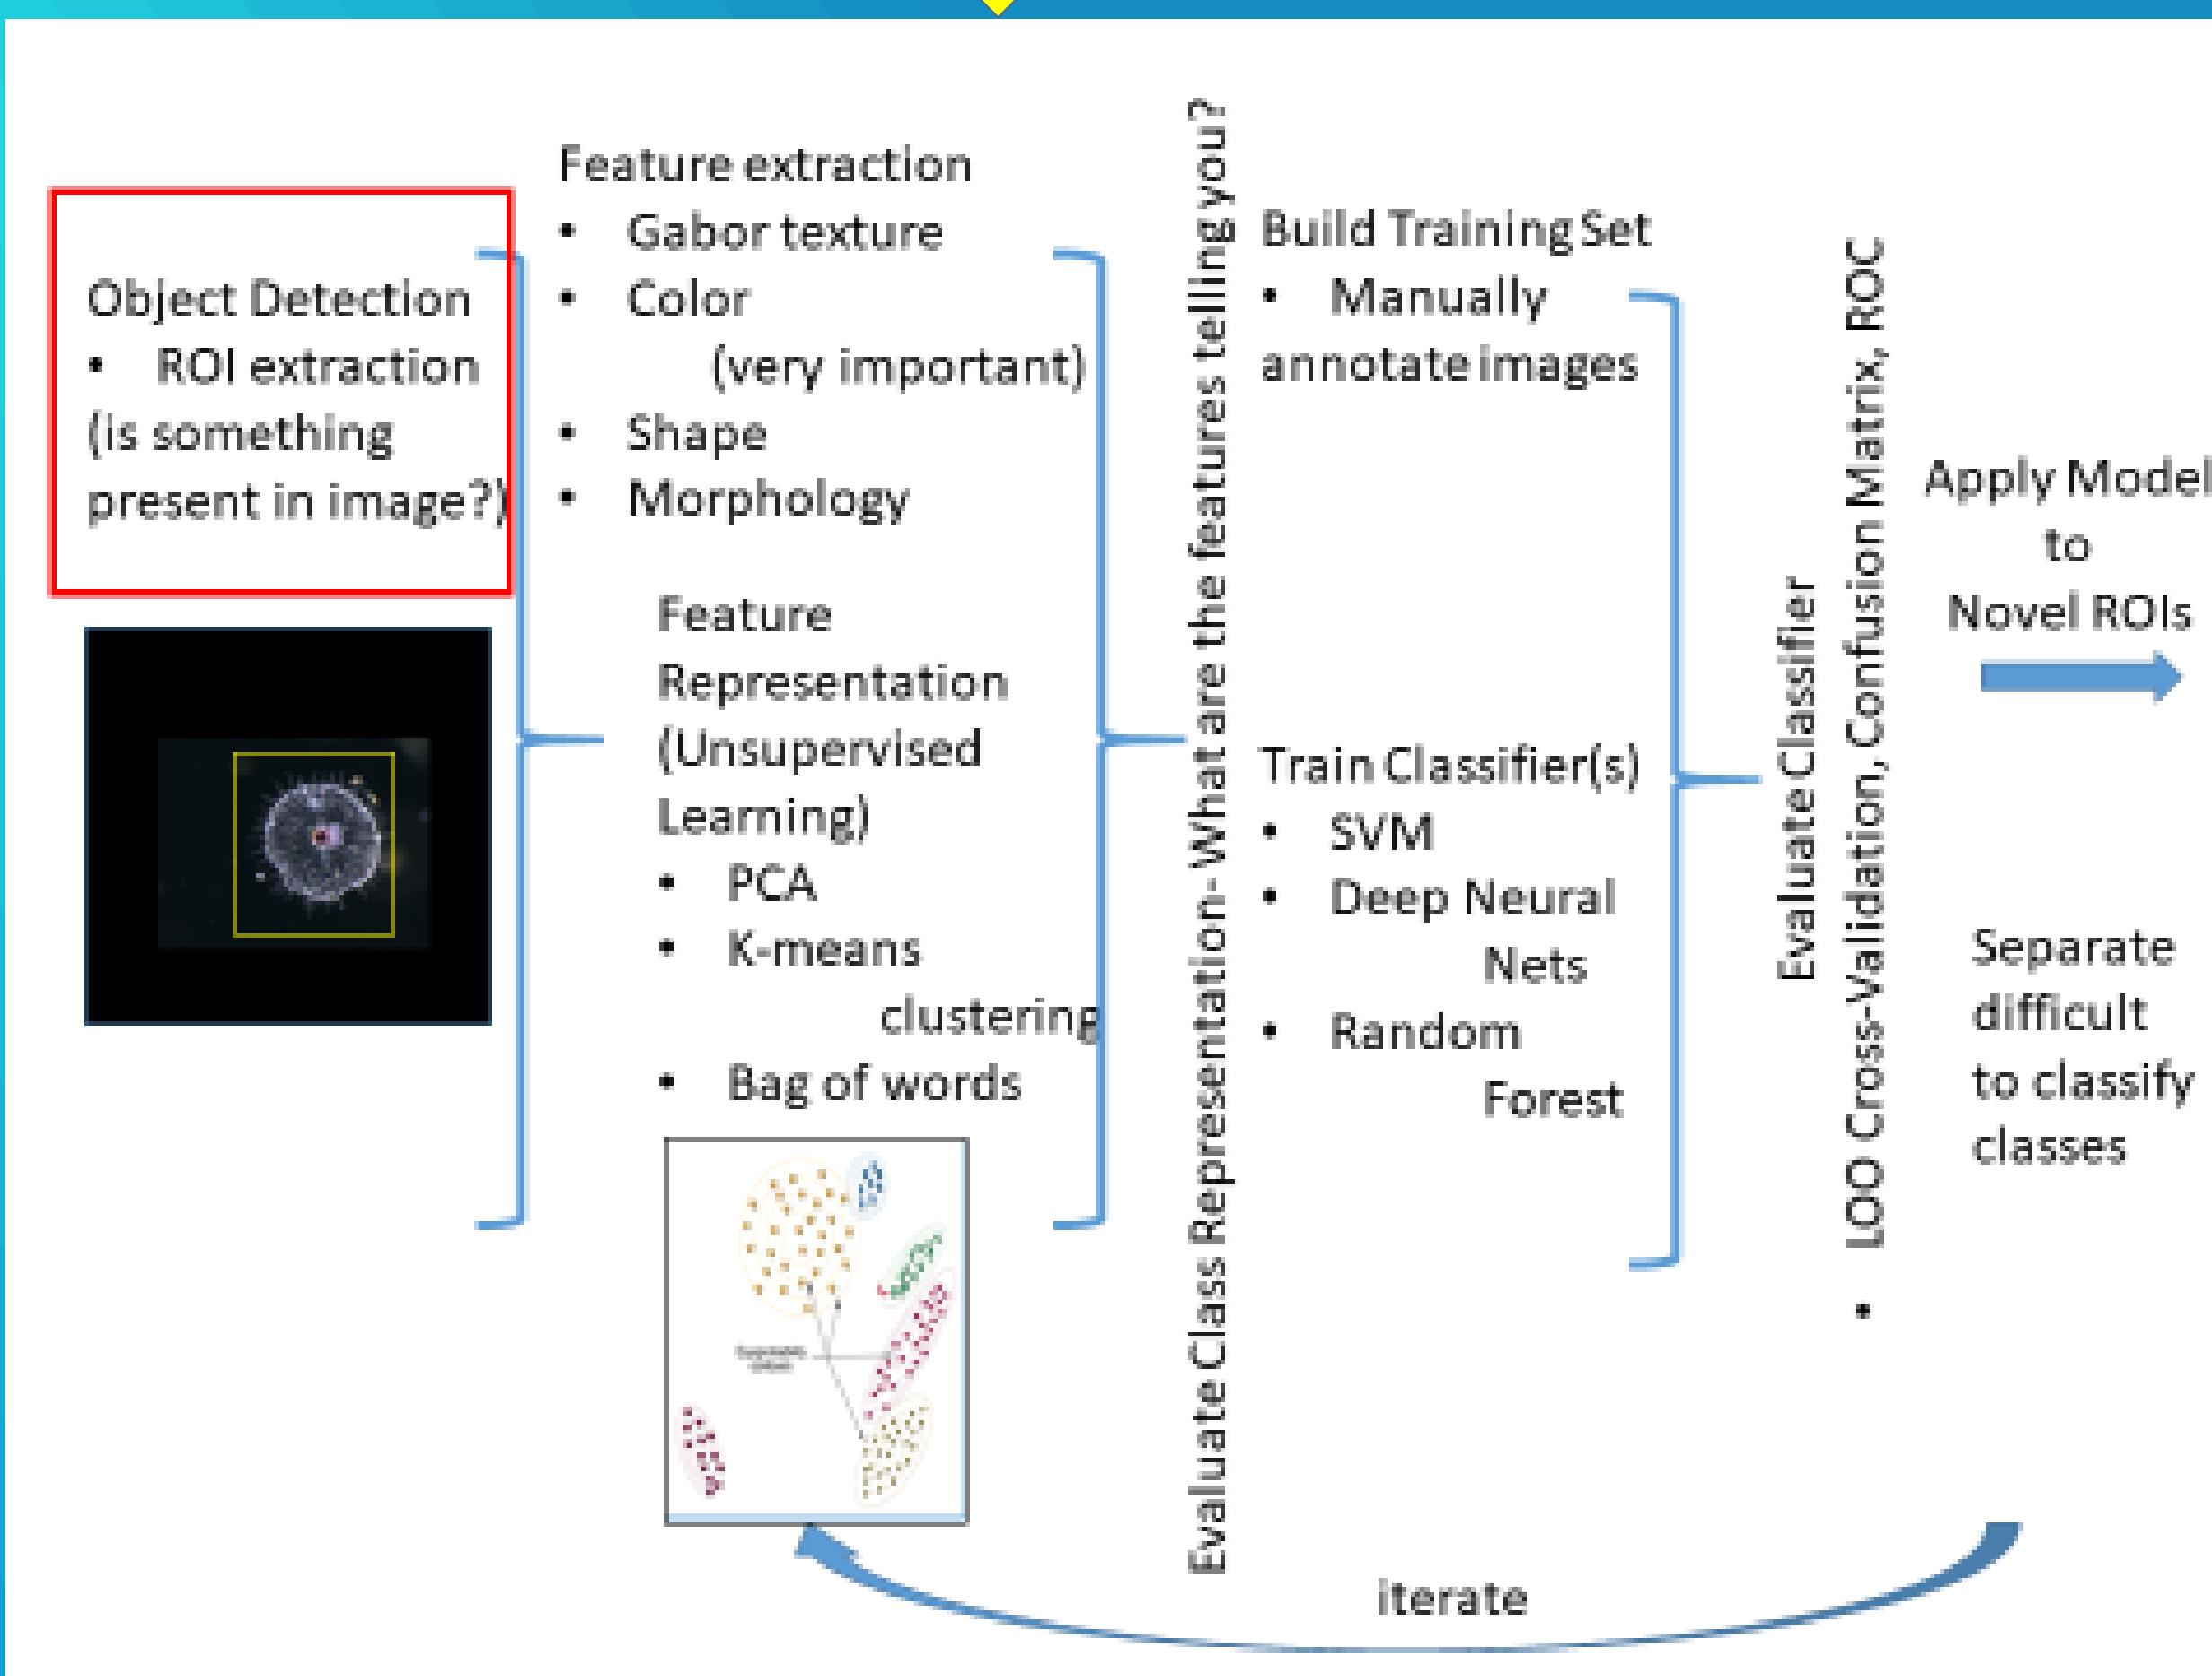 Object Detection
• ROI extraction
(is something
present in image?)
Feature extraction
• Gabor texture
• Color
(very important)
• Shape
• Morphology
Feature
Representation
(Unsupervised
Learning)
• PCA
• K-means
clustering
• Bag of words
Evaluate Class Representation- What are the features telling you?
Build Training Set
• Manually
annotate images
Train Classifier(s)
• SVM
• Deep Neural
Nets
• Random
Forest
Evaluate Classifier
• LOO Cross-Validation, Confusion Matrix, ROC
Apply Model
to
Novel ROIs
Separate
difficult
to classify
classes
iterate